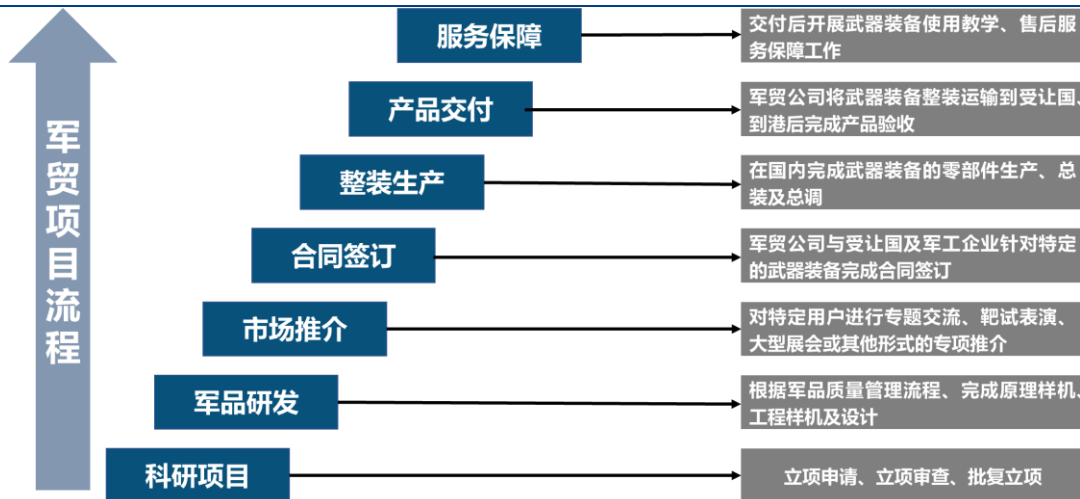 军贸项目流程
服务保障
交付后开展武器装备使用教学、售后服
务保障工作
产品交付
军贸公司将武器装备整装运输到受让国、
到港后完成产品验收
整装生产
在国内完成武器装备的零部件生产、总
装及总调
合同签订
军贸公司与受让国及军工企业针对特定
的武器装备完成合同签订
市场推介
对特定用户进行专题交流、靶试表演、
大型展会或其他形式的专项推介
军品研发
根据军品质量管理流程、完成原理样机、
工程样机及设计
科研项目
立项申请、立项审查、批复立项